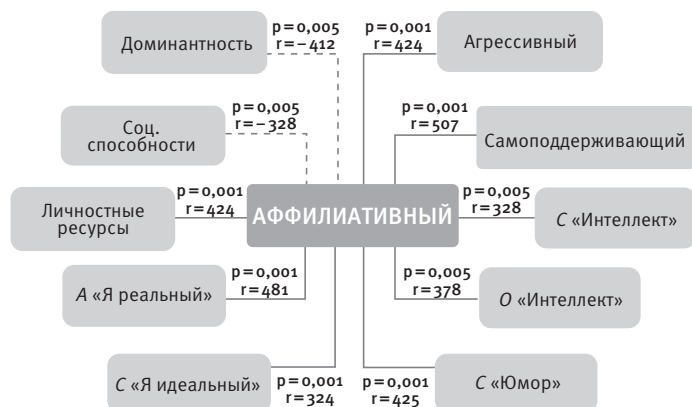 Доминантность
p=0,005
r=−412
p=0,001
r=424
Агрессивный
Соц.
способности
p=0,005
r=−328
p=0,001
r=507
Самоподдерживающий
Личностные
ресурсы
p=0,001
r=424
АФФИЛИАТИВНЫЙ
p=0,005
r=328
С «Интеллект»
А «Я реальный»
p=0,001
r=481
p=0,005
r=378
О «Интеллект»
С «Я идеальный»
p=0,001
r=324
p=0,001
r=425
С «Юмор»